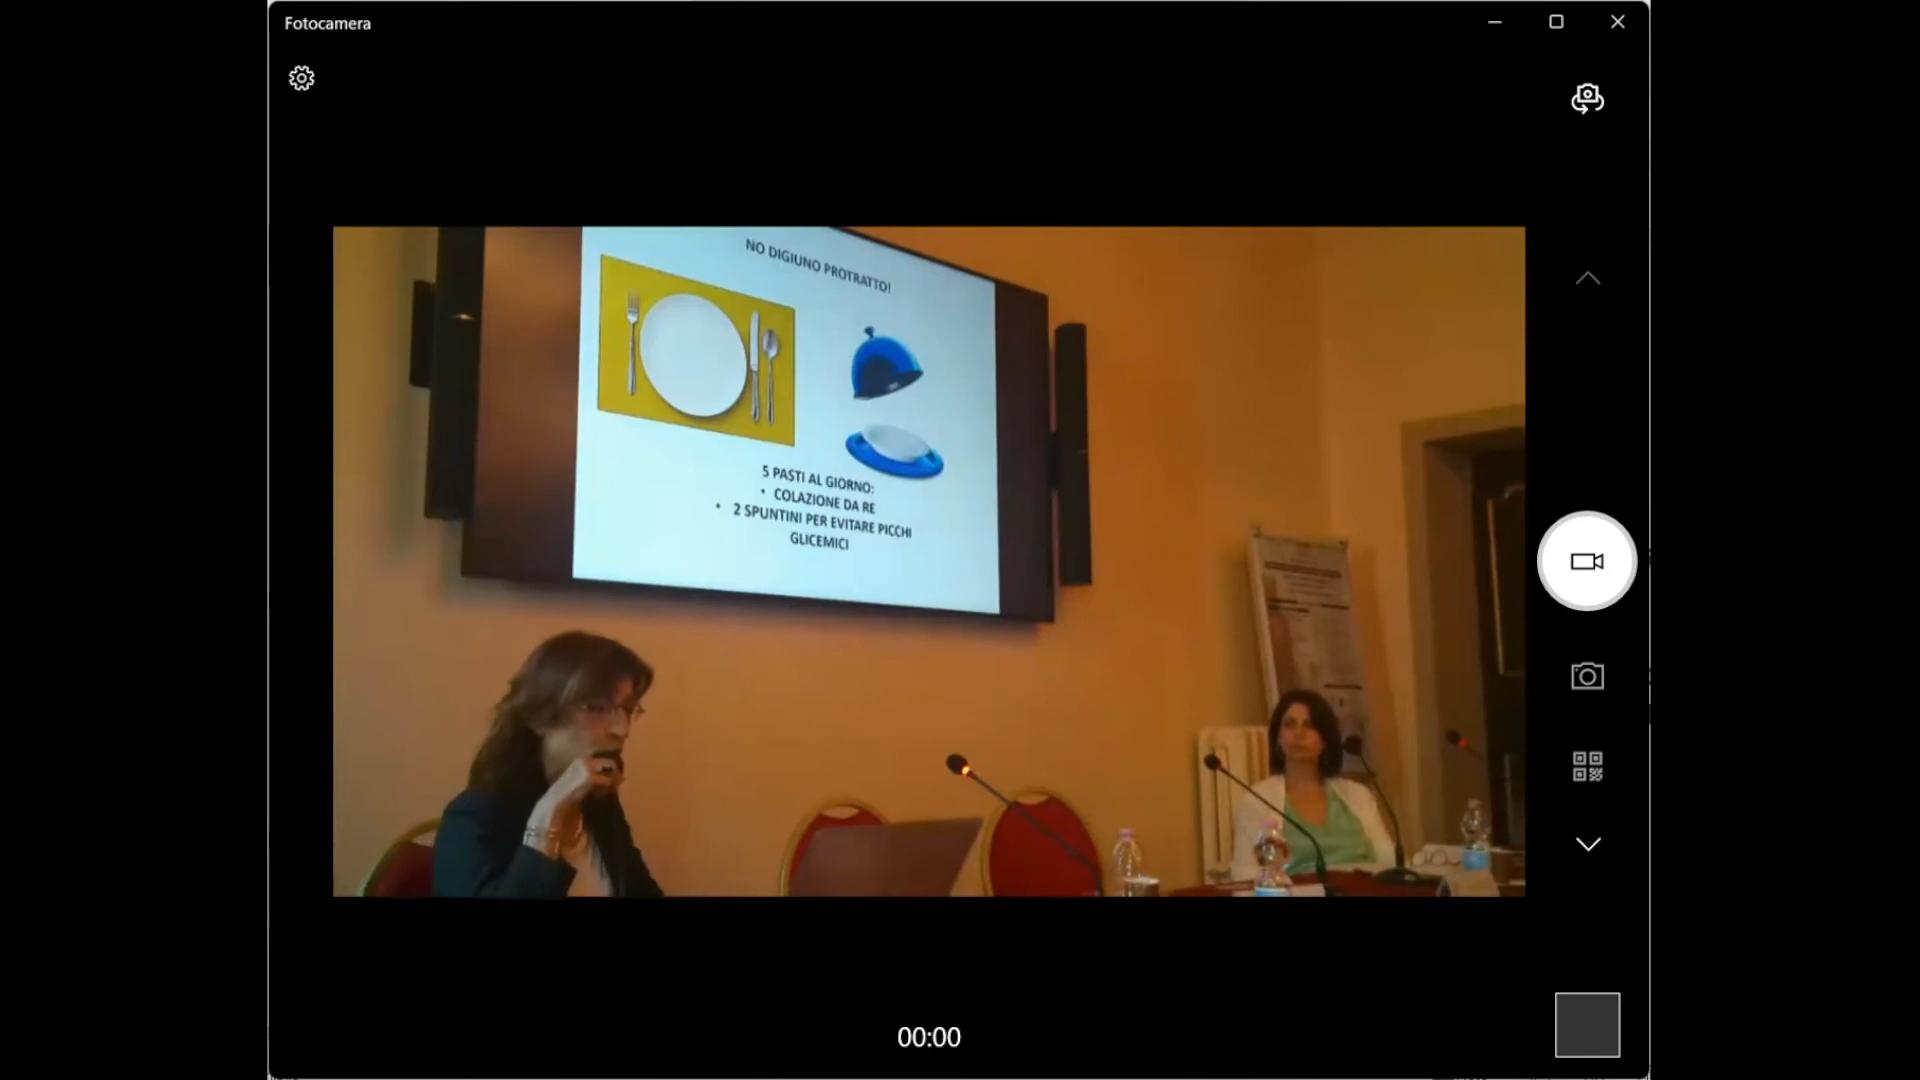 Fotocamera
NO DIGIUNO PROTRATTO!
5 PASTI AL GIORNO:
• COLAZIONE DA RE
• 2 SPUNTINI PER EVITARE PICCHI
GLICEMICI
00:00